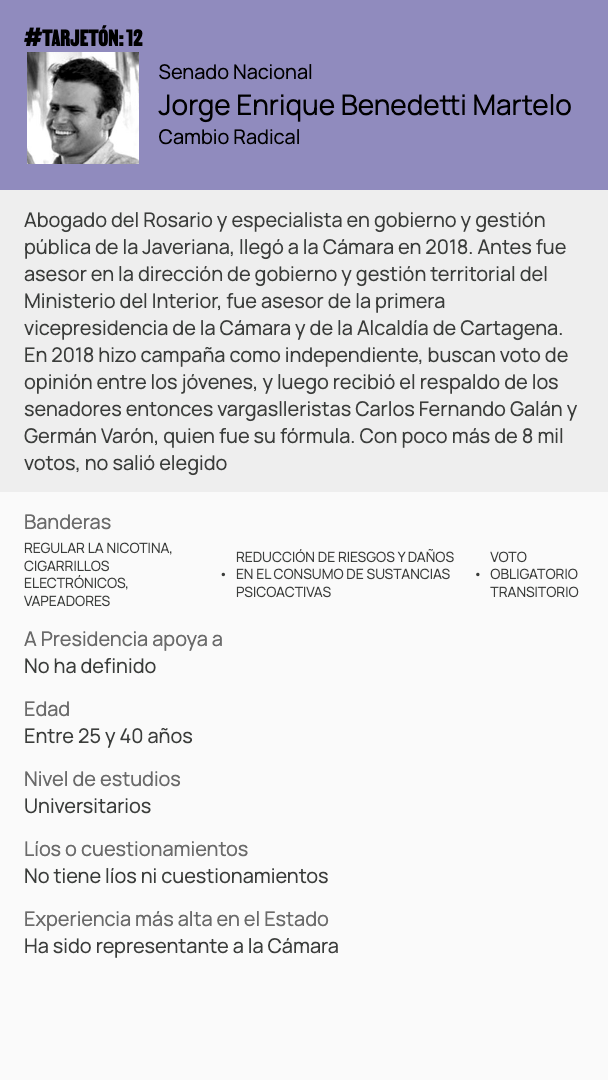 #TARJETÓN: 12
Senado Nacional
Jorge Enrique Benedetti Martelo
Cambio Radical
Abogado del Rosario y especialista en gobierno y gestión
pública de la Javeriana, llegó a la Cámara en 2018. Antes fue
asesor en la dirección de gobierno y gestión territorial del
Ministerio del Interior, fue asesor de la primera
vicepresidencia de la Cámara y de la Alcaldía de Cartagena.
En 2018 hizo campaña como independiente, buscan voto de
opinión entre los jóvenes, y luego recibió el respaldo de los
senadores entonces vargaslleristas Carlos Fernando Galán y
Germán Varón, quien fue su fórmula. Con poco más de 8 mil
votos, no salió elegido
Banderas
REGULAR LA NICOTINA,
CIGARRILLOS
ELECTRÓNICOS,
VAPEADORES
• REDUCCIÓN DE RIESGOS Y DAÑOS
EN EL CONSUMO DE SUSTANCIAS
PSICOACTIVAS
• VOTO
OBLIGATORIO
TRANSITORIO
A Presidencia apoya a
No ha definido
Edad
Entre 25 y 40 años
Nivel de estudios
Universitarios
Líos o cuestionamientos
No tiene líos ni cuestionamientos
Experiencia más alta en el Estado
Ha sido representante a la Cámara